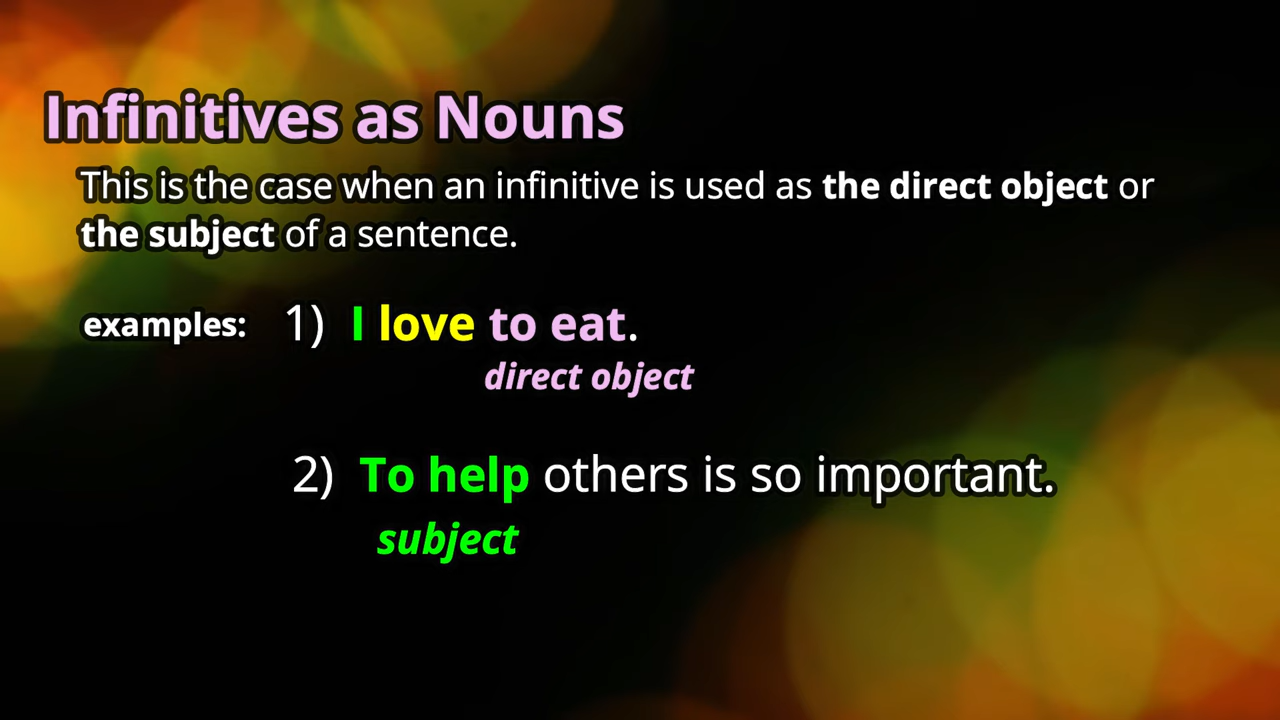 Infinitives as Nouns
This is the case when an infinitive is used as the direct object or
the subject of a sentence.
examples: 1) I love to eat.
direct object
2) To help others is so important.
subject